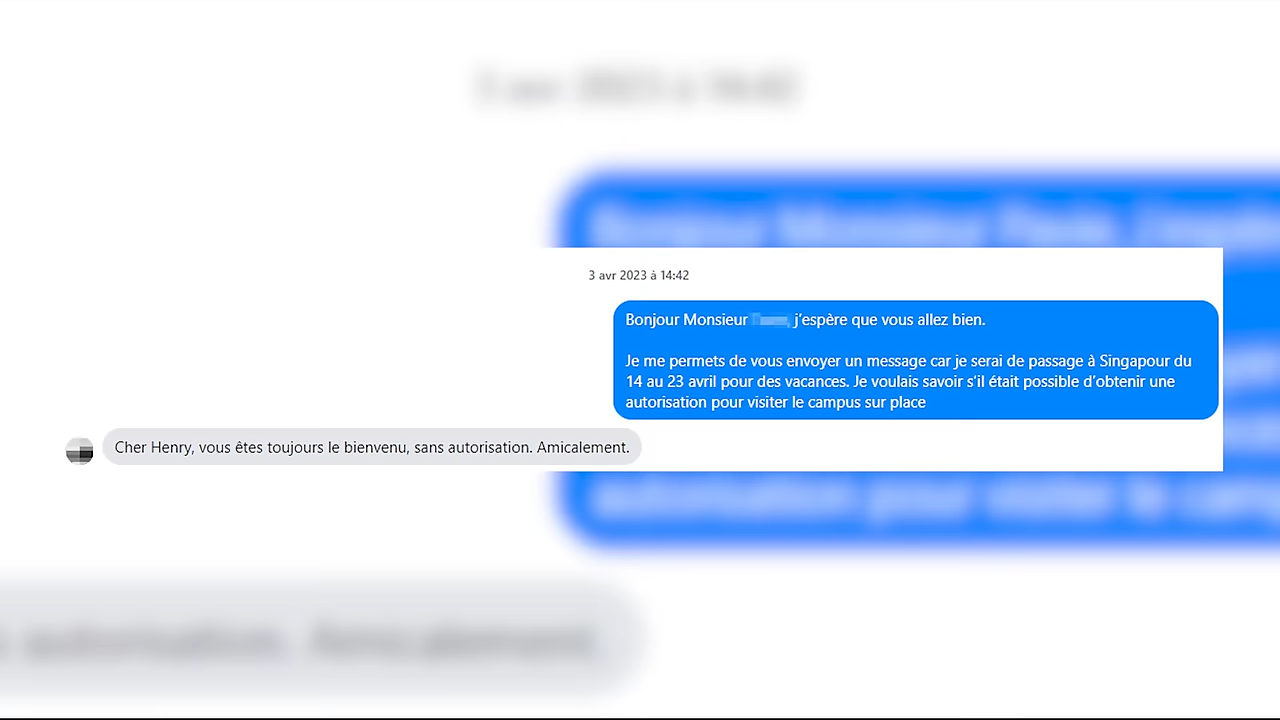 3 avr 2023 à 14:42
Bonjour Monsieur j'espère que vous allez bien.
Je me permets de vous envoyer un message car je serai de passage à Singapour du
14 au 23 avril pour des vacances. Je voulais savoir s'il était possible d'obtenir une
autorisation pour visiter le campus sur place
Cher Henry, vous êtes toujours le bienvenu, sans autorisation. Amicalement.